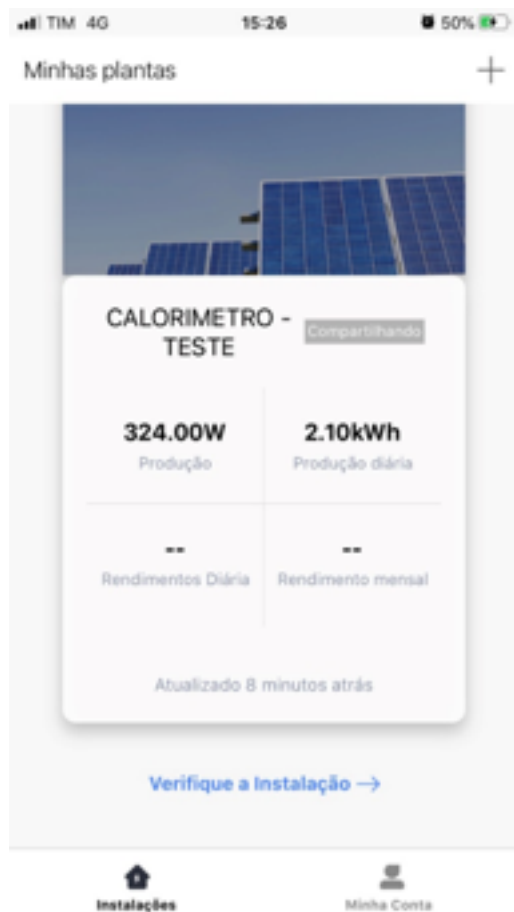 TIM 4G 15:26 50%
Minhas plantas
CALORIMETRO -
TESTE
Compartilhando
324.00W 2.10kWh
Produção Produção diária
-- --
Rendimentos Diária Rendimento mensal
Atualizado 8 minutos atrás
Verifique a Instalação →
Instalações Minha Conta